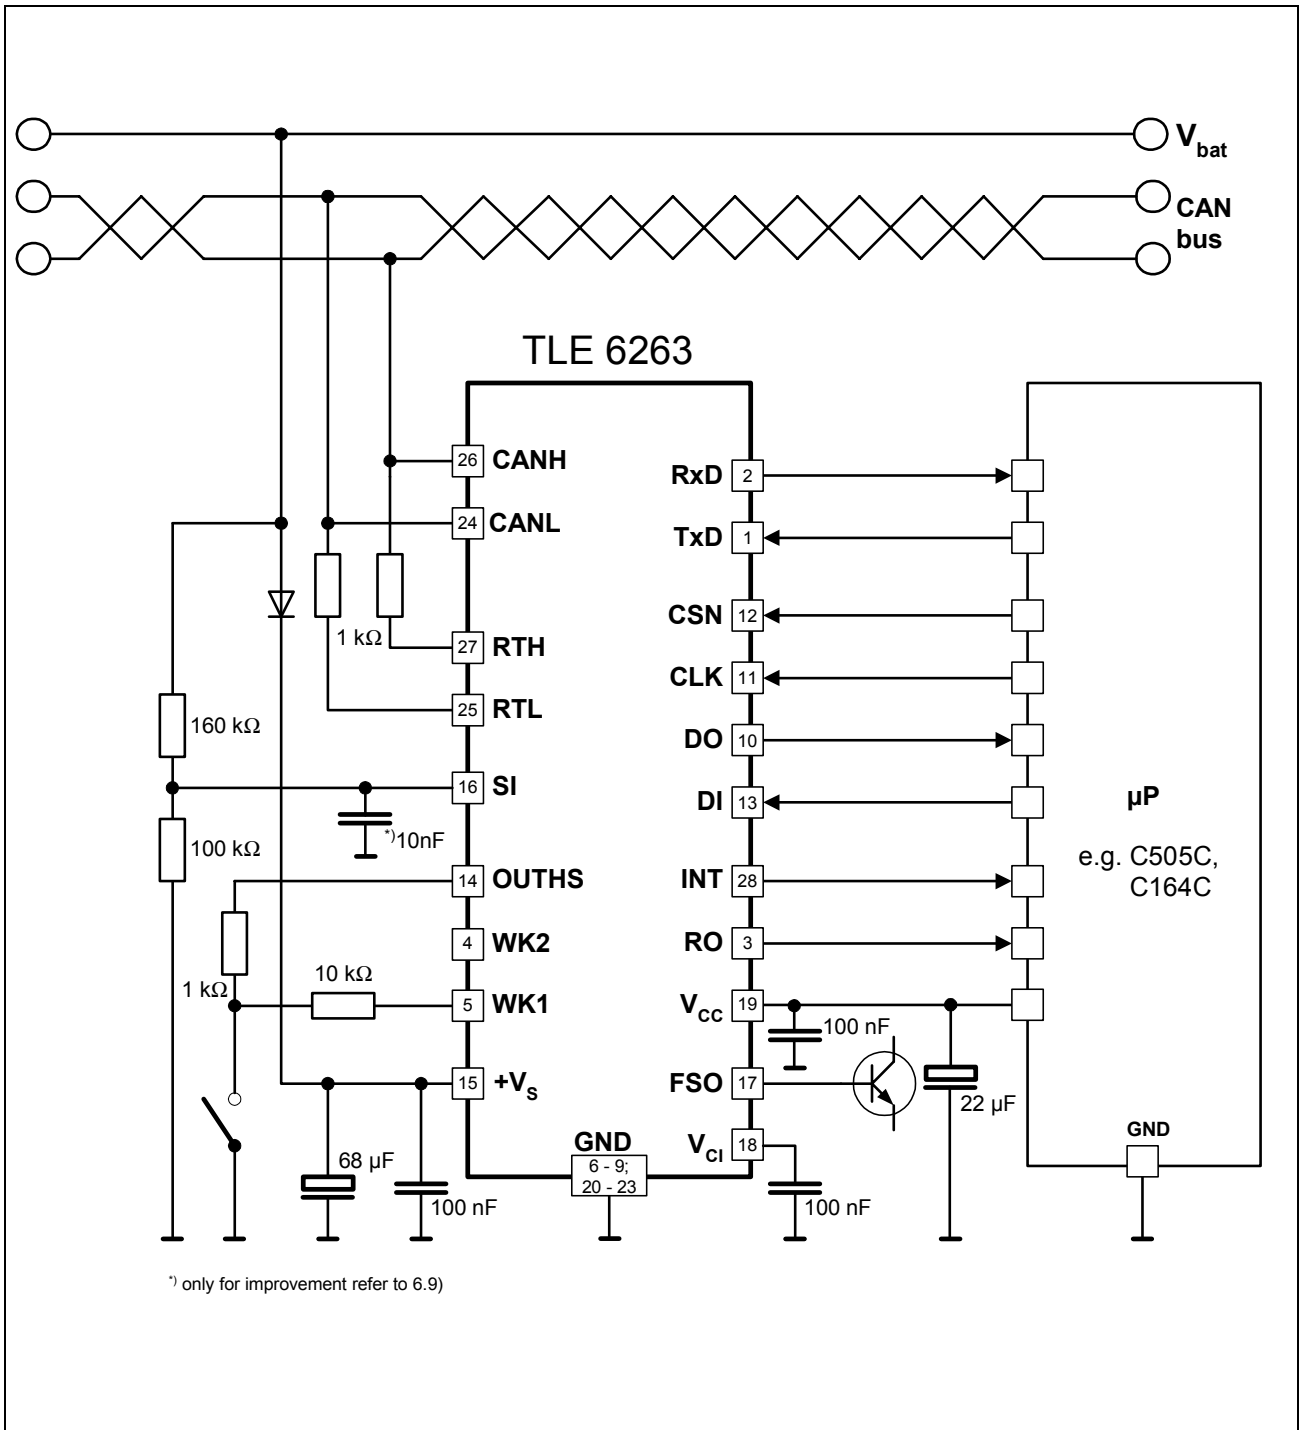 V bat
CAN
bus
TLE 6263
26 CANH
RxD 2
24 CANL
TxD 1
CSN 12
1 kΩ
27 RTH
CLK 11
25 RTL
160 kΩ
DO 10
16 SI
DI 13
µP
*)10nF
100 kΩ
e.g. C505C,
C164C
14 OUTHS
INT 28
4 WK2
RO 3
10 kΩ
1 kΩ
5 WK1
VCC 19
100 nF
15 +VS
FSO 17
22 µF
GND
6 - 9;
20 - 23
VCI 18
GND
68 µF
100 nF
100 nF
*) only for improvement refer to 6.9)